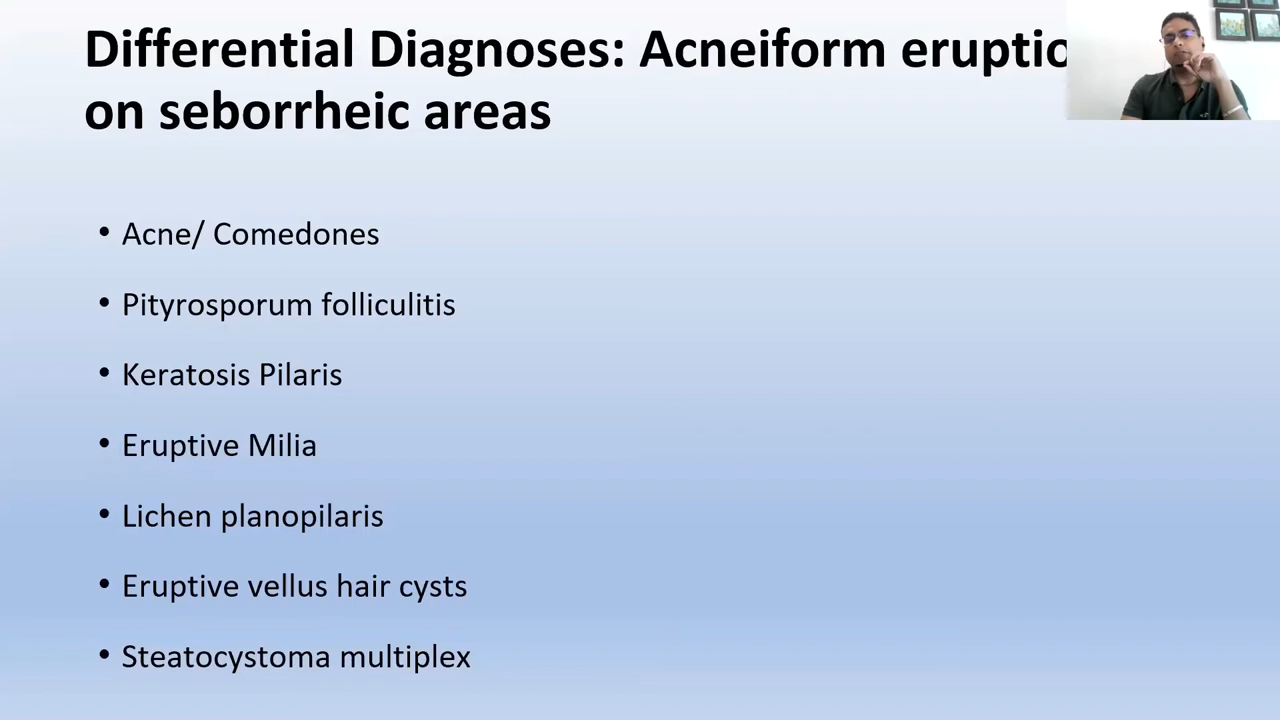 Differential Diagnoses: Acneiform
on seborrheic areas
• Acne/ Comedones
• Pityrosporum folliculitis
• Keratosis Pilaris
• Eruptive Milia
• Lichen planopilaris
• Eruptive vellus hair cysts
• Steatocystoma multiplex